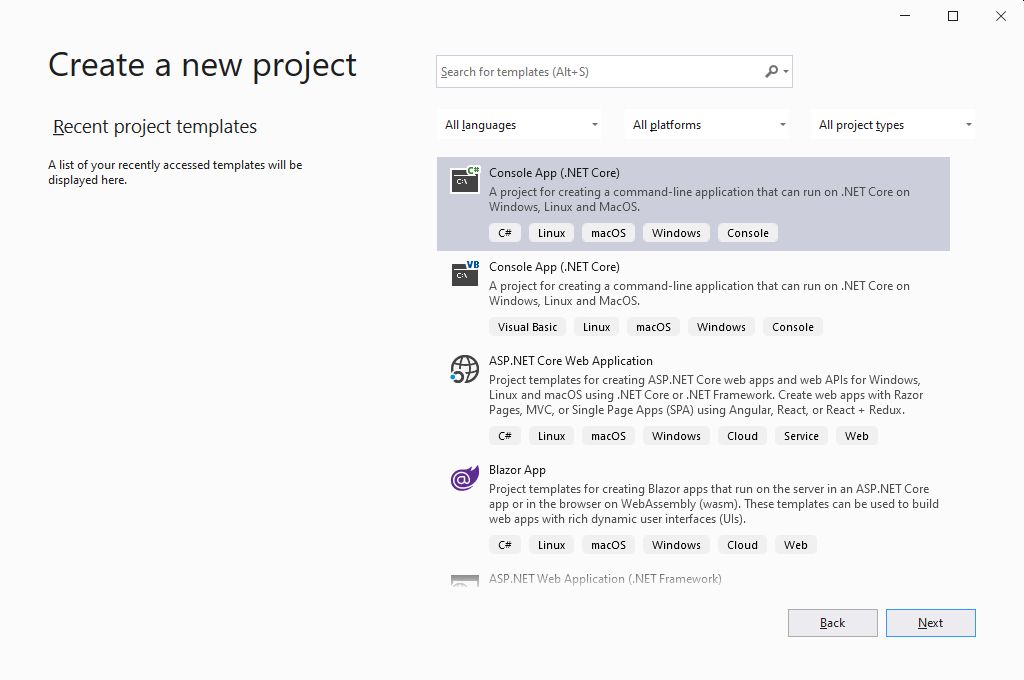 Create a new project
Recent project templates
A list of your recently accessed templates will be
displayed here.
Search for templates (Alt+S)
All languages
All platforms
All project types
C#
C:\
Console App (.NET Core)
A project for creating a command-line application that can run on .NET Core on
Windows, Linux and MacOS.
C# Linux macOS Windows Console
VB
C:\
Console App (.NET Core)
A project for creating a command-line application that can run on .NET Core on
Windows, Linux and MacOS.
Visual Basic Linux macOS Windows Console
ASP.NET Core Web Application
Project templates for creating ASP.NET Core web apps and web APIs for Windows,
Linux and macOS using .NET Core or .NET Framework. Create web apps with Razor
Pages, MVC, or Single Page Apps (SPA) using Angular, React, or React + Redux.
C# Linux macOS Windows Cloud Service Web
@
Blazor App
Project templates for creating Blazor apps that run on the server in an ASP.NET Core
app or in the browser on WebAssembly (wasm). These templates can be used to build
web apps with rich dynamic user interfaces (UIs).
C# Linux macOS Windows Cloud Web
ASP.NET Web Application (.NET Framework)
Back
Next